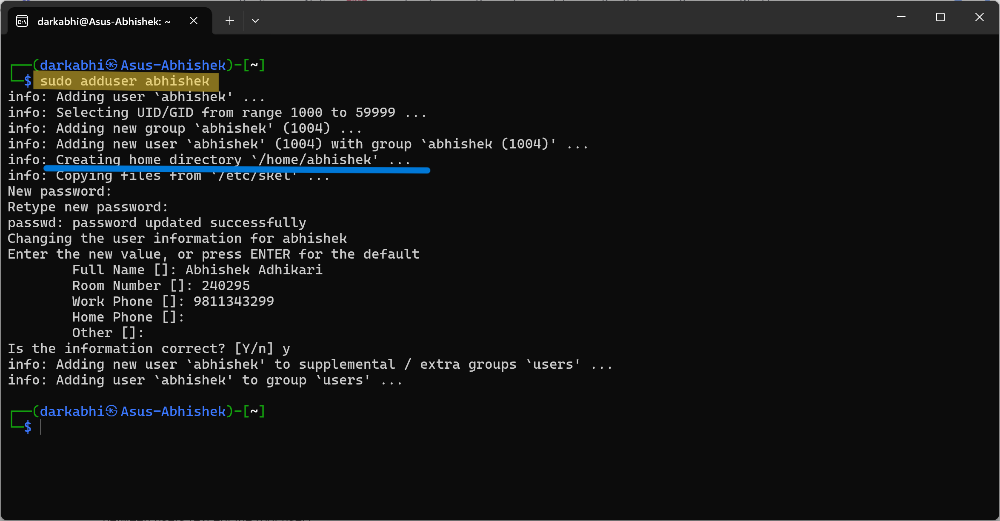 darkabhi@Asus-Abhishek: ~
┌──(darkabhi㉿Asus-Abhishek)-[~]
└─$ sudo adduser abhishek
info: Adding user `abhishek' ...
info: Selecting UID/GID from range 1000 to 59999 ...
info: Adding new group `abhishek' (1004) ...
info: Adding new user `abhishek' (1004) with group `abhishek (1004)' ...
info: Creating home directory `/home/abhishek' ...
info: Copying files from `/etc/skel' ...
New password:
Retype new password:
passwd: password updated successfully
Changing the user information for abhishek
Enter the new value, or press ENTER for the default
Full Name []: Abhishek Adhikari
Room Number []: 240295
Work Phone []: 9811343299
Home Phone []:
Other []:
Is the information correct? [Y/n] y
info: Adding new user `abhishek' to supplemental / extra groups `users' ...
info: Adding user `abhishek' to group `users' ...
┌──(darkabhi㉿Asus-Abhishek)-[~]
└─$